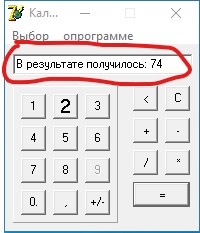 Кал...
Выбор опрограмме
В результате получилось: 74
1 2 3 < C
4 5 6 + -
7 8 9 / *
0. , +/- =